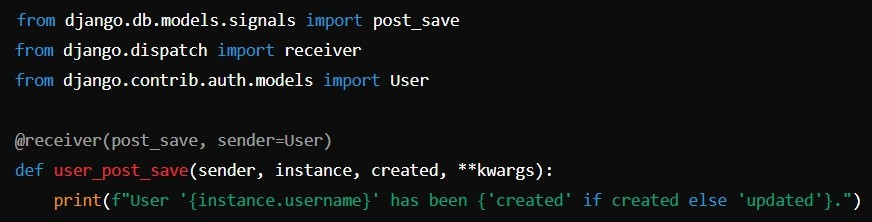 from django.db.models.signals import post_save
from django.dispatch import receiver
from django.contrib.auth.models import User
@receiver(post_save, sender=User)
def user_post_save(sender, instance, created, **kwargs):
    print(f"User '{instance.username}' has been {'created' if created else 'updated'}.")